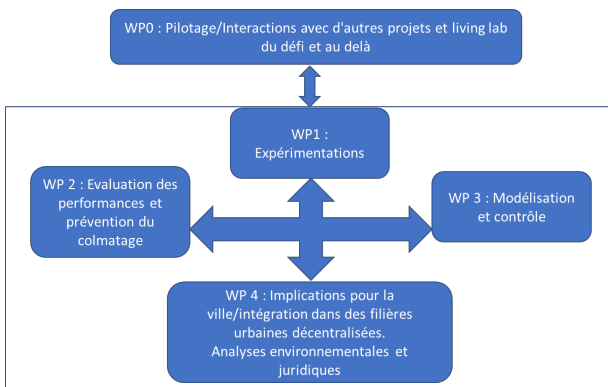 WP0 : Pilotage/Interactions avec d'autres projets et living lab
du défi et au delà
WP1 :
Expérimentations
WP 2 : Evaluation des
performances et
prévention du
colmatage
WP 3 : Modélisation
et contrôle
WP 4 : Implications pour la
ville/intégration dans des filières
urbaines décentralisées.
Analyses environnementales et
juridiques